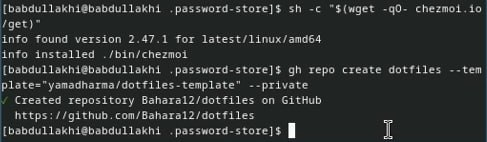 [babdullakhi@babdullakhi .password-store]$ sh -c "$(wget -qO- chezmoi.io
/get)"
info found version 2.47.1 for latest/linux/amd64
info installed ./bin/chezmoi
[babdullakhi@babdullakhi .password-store]$ gh repo create dotfiles --tem
plate="yamadharma/dotfiles-template" --private
✓ Created repository Bahara12/dotfiles on GitHub
  https://github.com/Bahara12/dotfiles
[babdullakhi@babdullakhi .password-store]$